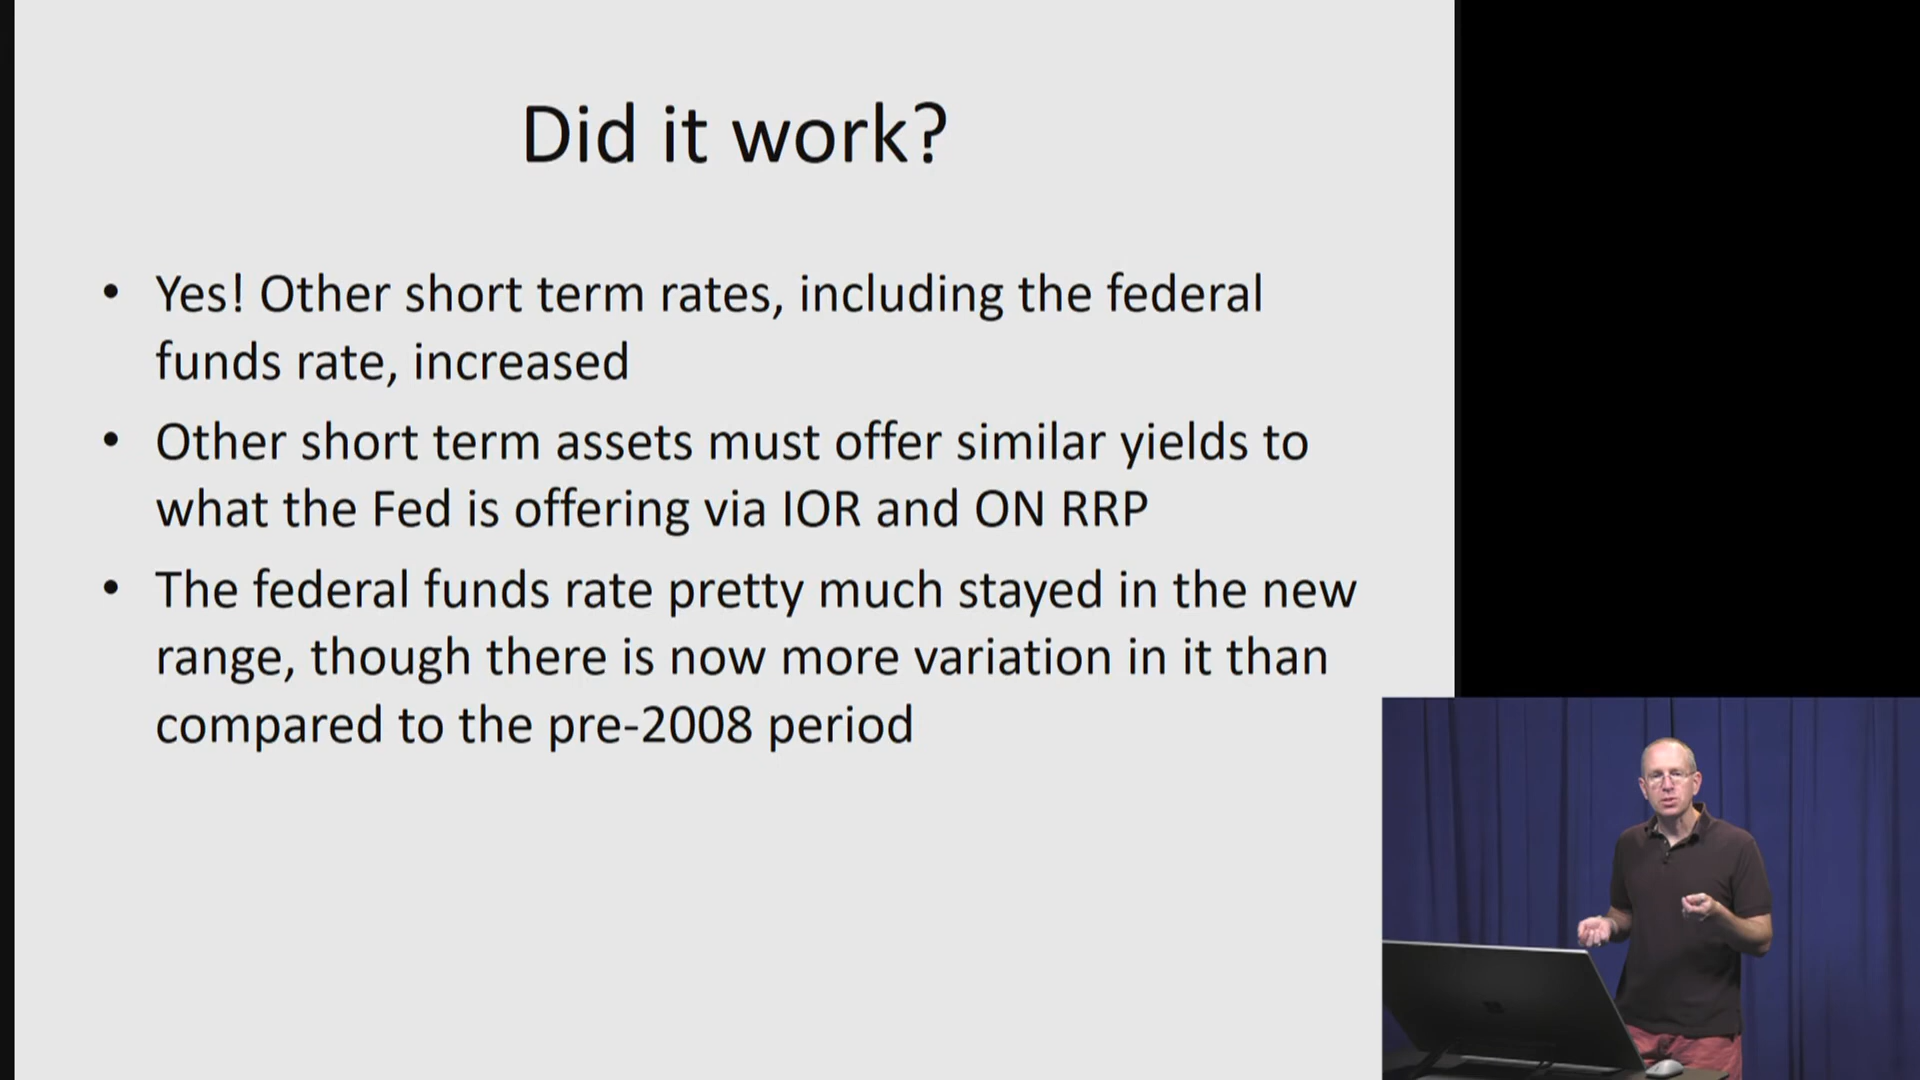 Did it work?
• Yes! Other short term rates, including the federal
funds rate, increased
• Other short term assets must offer similar yields to
what the Fed is offering via IOR and ON RRP
• The federal funds rate pretty much stayed in the new
range, though there is now more variation in it than
compared to the pre-2008 period